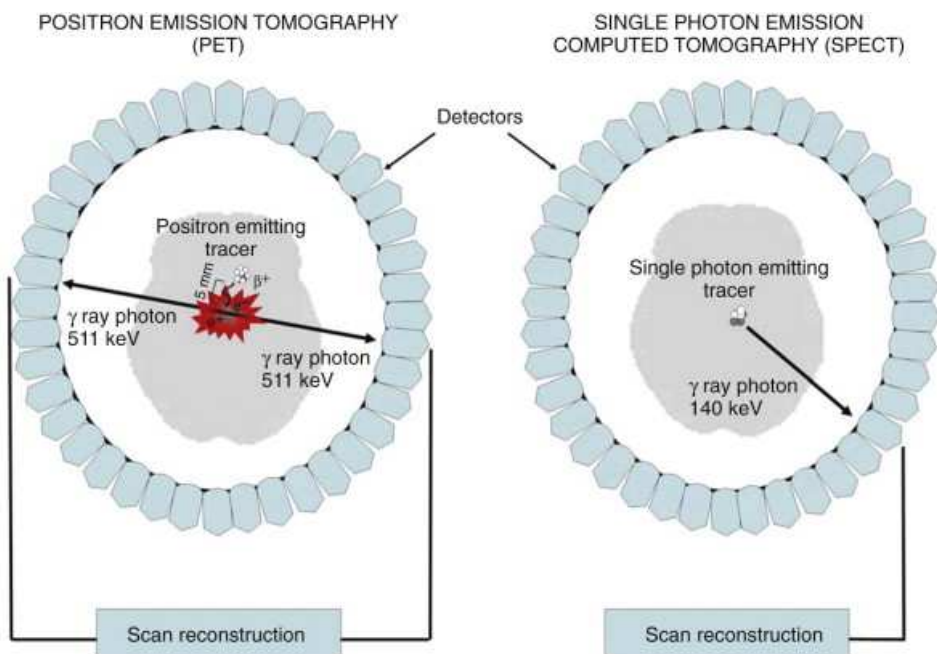 POSITRON EMISSION TOMOGRAPHY
(PET)
SINGLE PHOTON EMISSION
COMPUTED TOMOGRAPHY (SPECT)
Detectors
Positron emitting
tracer
5 mm
β+
γ ray photon
511 keV
γ ray photon
511 keV
Single photon emitting
tracer
γ ray photon
140 keV
Scan reconstruction
Scan reconstruction